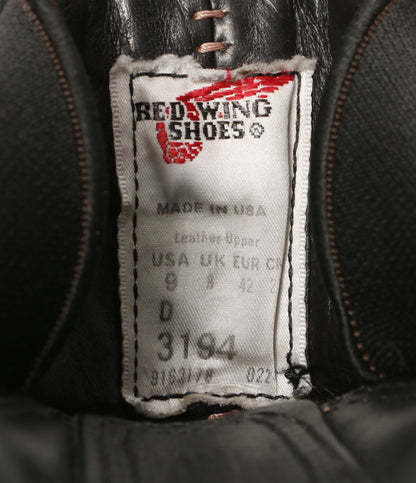 RED WING
SHOES®
MADE IN USA
Leather Upper
USA UK EUR CM
9 8 42
D
3194